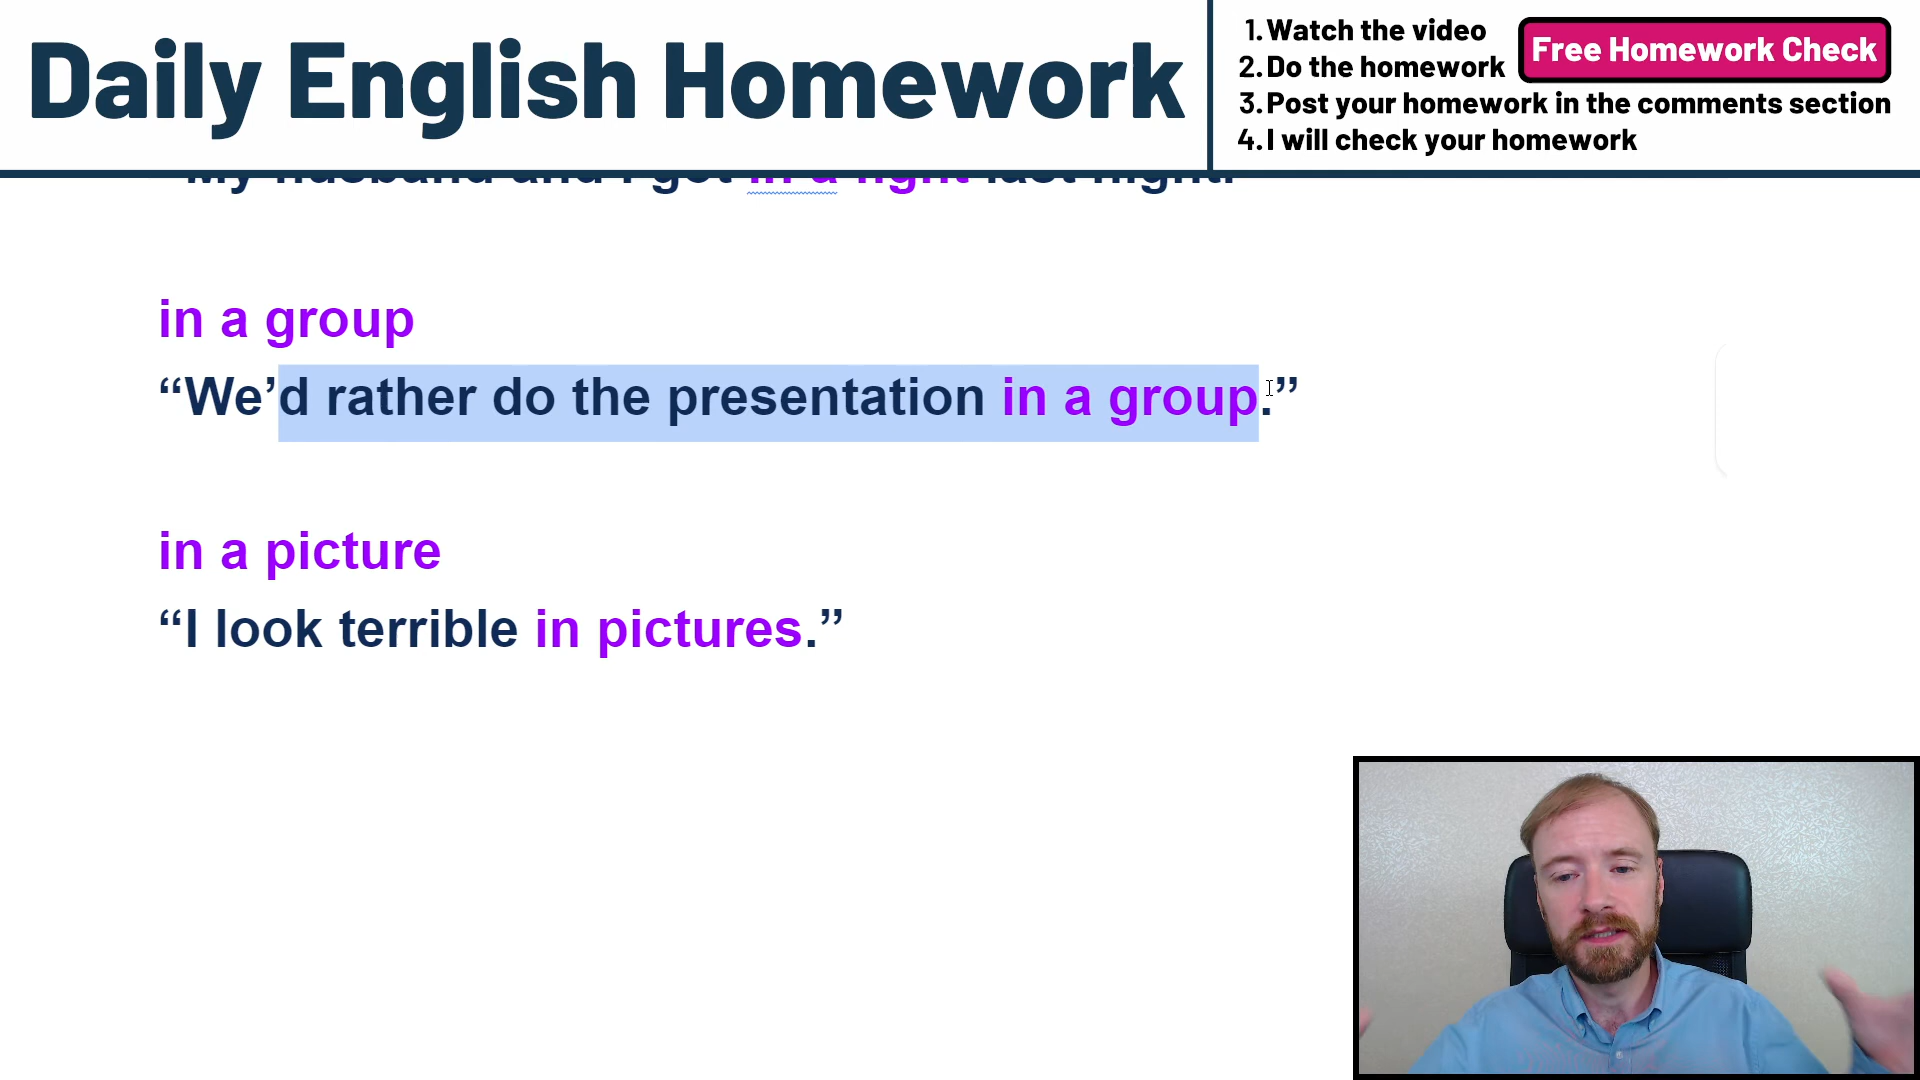 Daily English Homework
1. Watch the video
2. Do the homework
Free Homework Check
3. Post your homework in the comments section
4. I will check your homework
My husband and I got in a fight last night.
in a group
“We’d rather do the presentation in a group.”
in a picture
“I look terrible in pictures.”